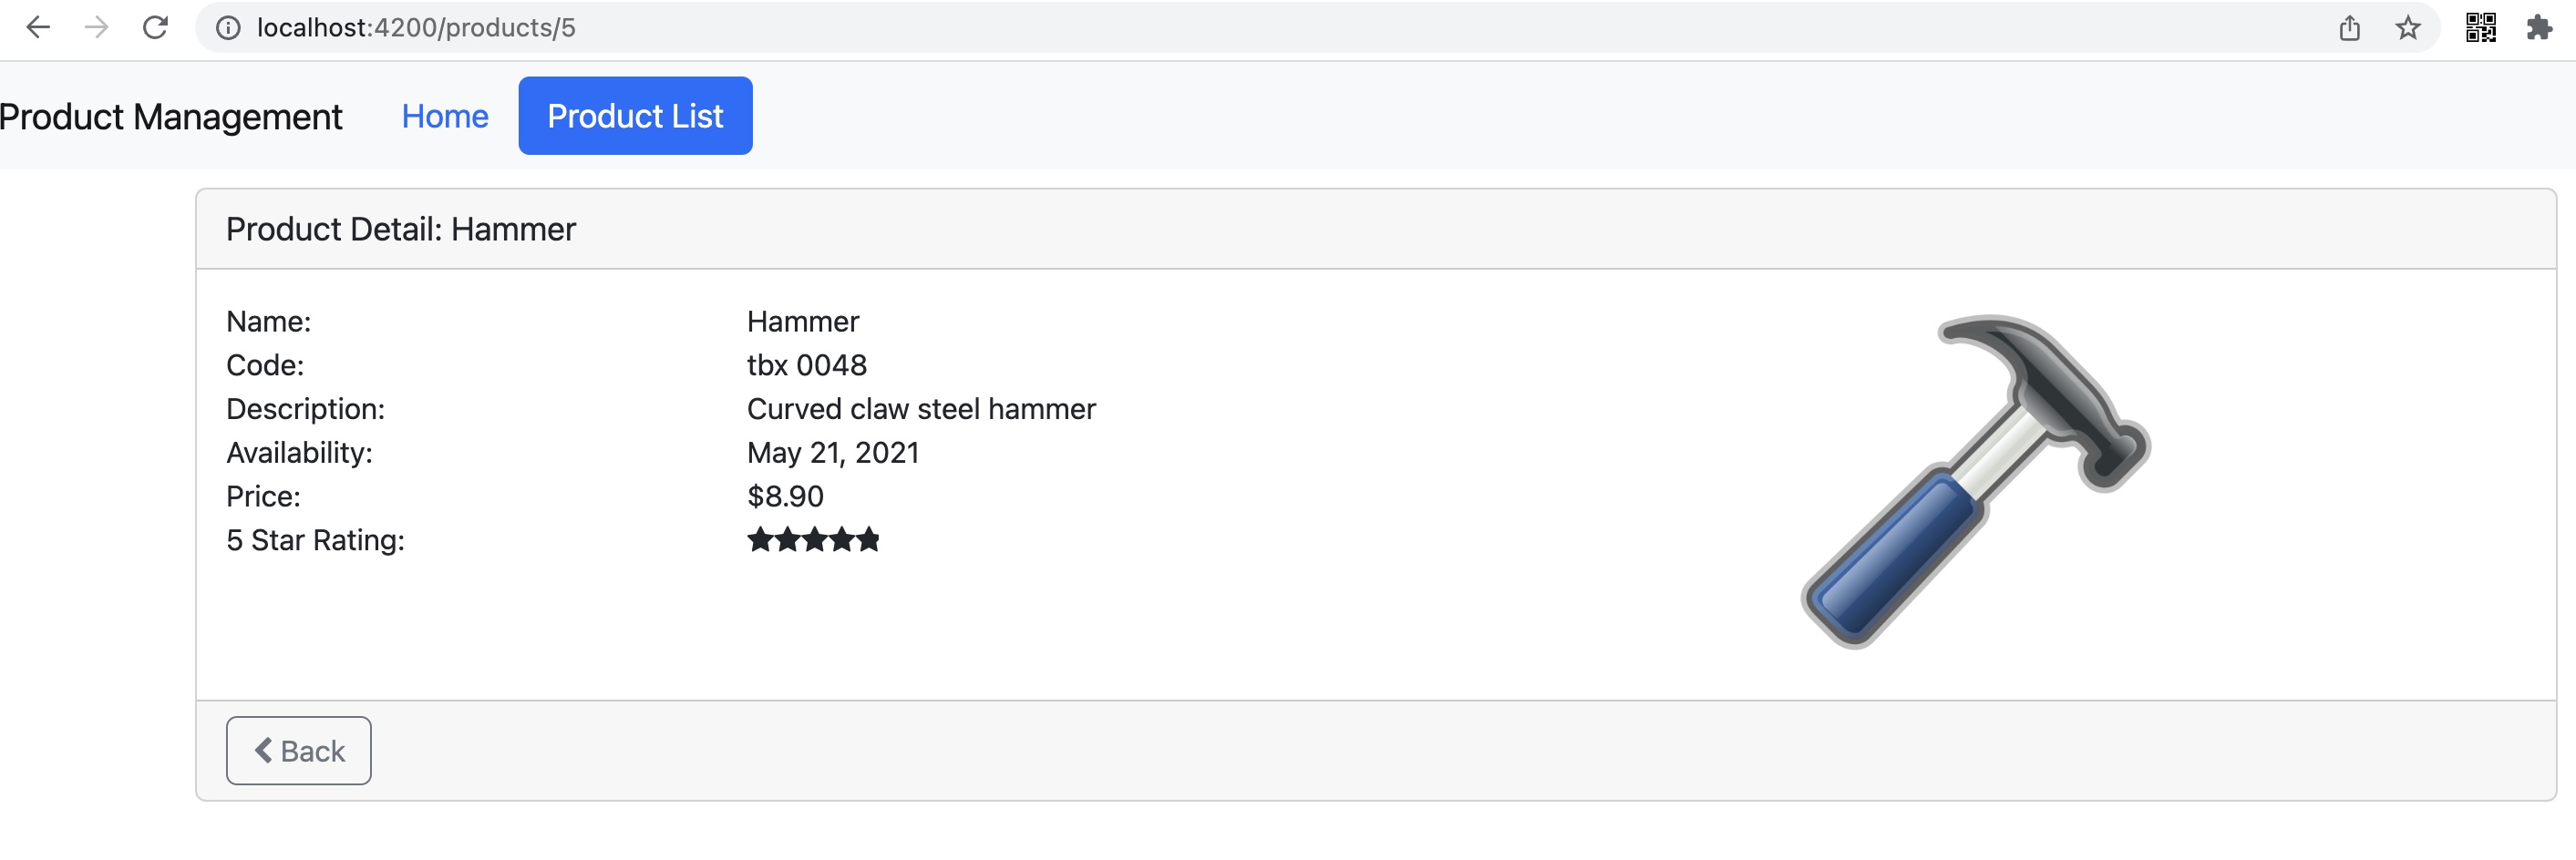 localhost:4200/products/5
Product Management Home Product List
Product Detail: Hammer
Name: Hammer
Code: tbx 0048
Description: Curved claw steel hammer
Availability: May 21, 2021
Price: $8.90
5 Star Rating:
Back